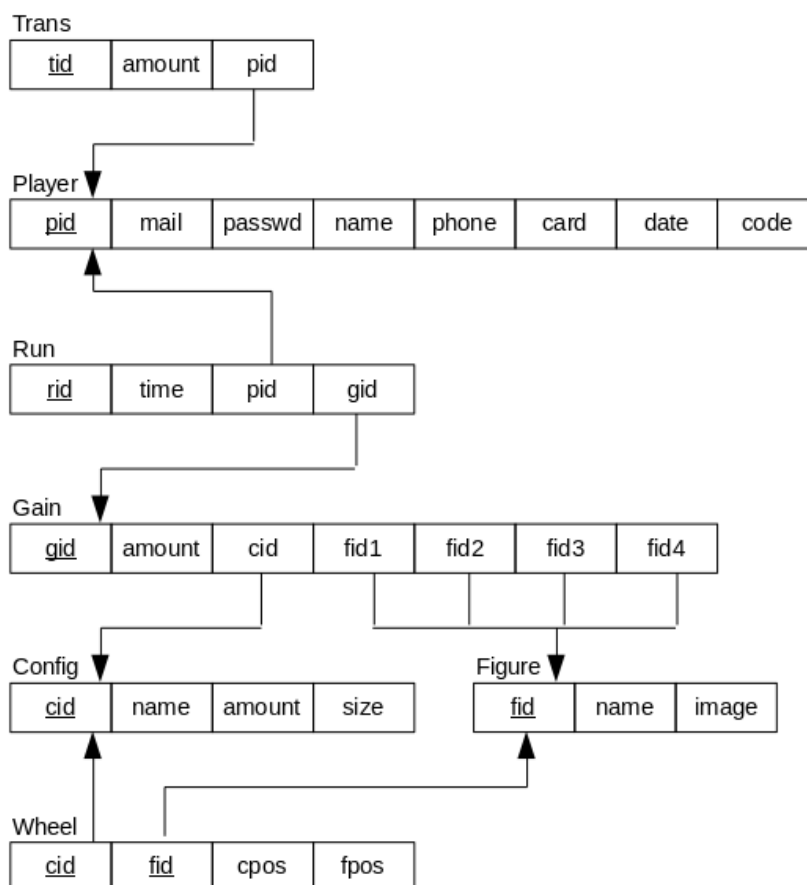 Trans
tid amount pid
Player
pid mail passwd name phone card date code
Run
rid time pid gid
Gain
gid amount cid fid1 fid2 fid3 fid4
Config Figure
cid name amount size fid name image
Wheel
cid fid cpos fpos